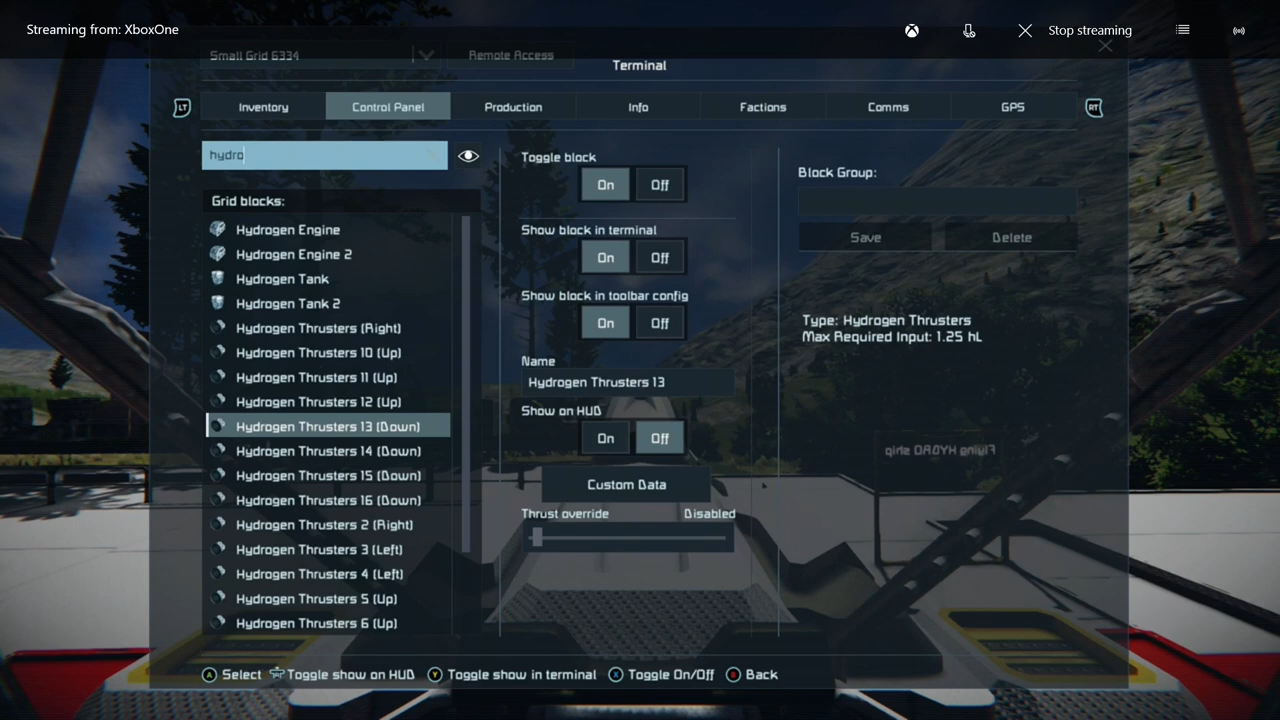 Streaming from: XboxOne
Stop streaming
Small Grid 6334
Remote Access
Terminal
LT
Inventory
Control Panel
Production
Info
Factions
Comms
GPS
RT
hydro
Grid blocks:
Hydrogen Engine
Hydrogen Engine 2
Hydrogen Tank
Hydrogen Tank 2
Hydrogen Thrusters (Right)
Hydrogen Thrusters 10 (Up)
Hydrogen Thrusters 11 (Up)
Hydrogen Thrusters 12 (Up)
Hydrogen Thrusters 13 (Down)
Hydrogen Thrusters 14 (Down)
Hydrogen Thrusters 15 (Down)
Hydrogen Thrusters 16 (Down)
Hydrogen Thrusters 2 (Right)
Hydrogen Thrusters 3 (Left)
Hydrogen Thrusters 4 (Left)
Hydrogen Thrusters 5 (Up)
Hydrogen Thrusters 6 (Up)
Toggle block
On Off
Show block in terminal
On Off
Show block in toolbar config
On Off
Name
Hydrogen Thrusters 13
Show on HUD
On Off
Custom Data
Thrust override Disabled
Block Group:
Save Delete
Type: Hydrogen Thrusters
Max Required Input: 1.25 hL
Flying HYDRO ship
A Select Toggle show on HUD Y Toggle show in terminal X Toggle On/Off B Back